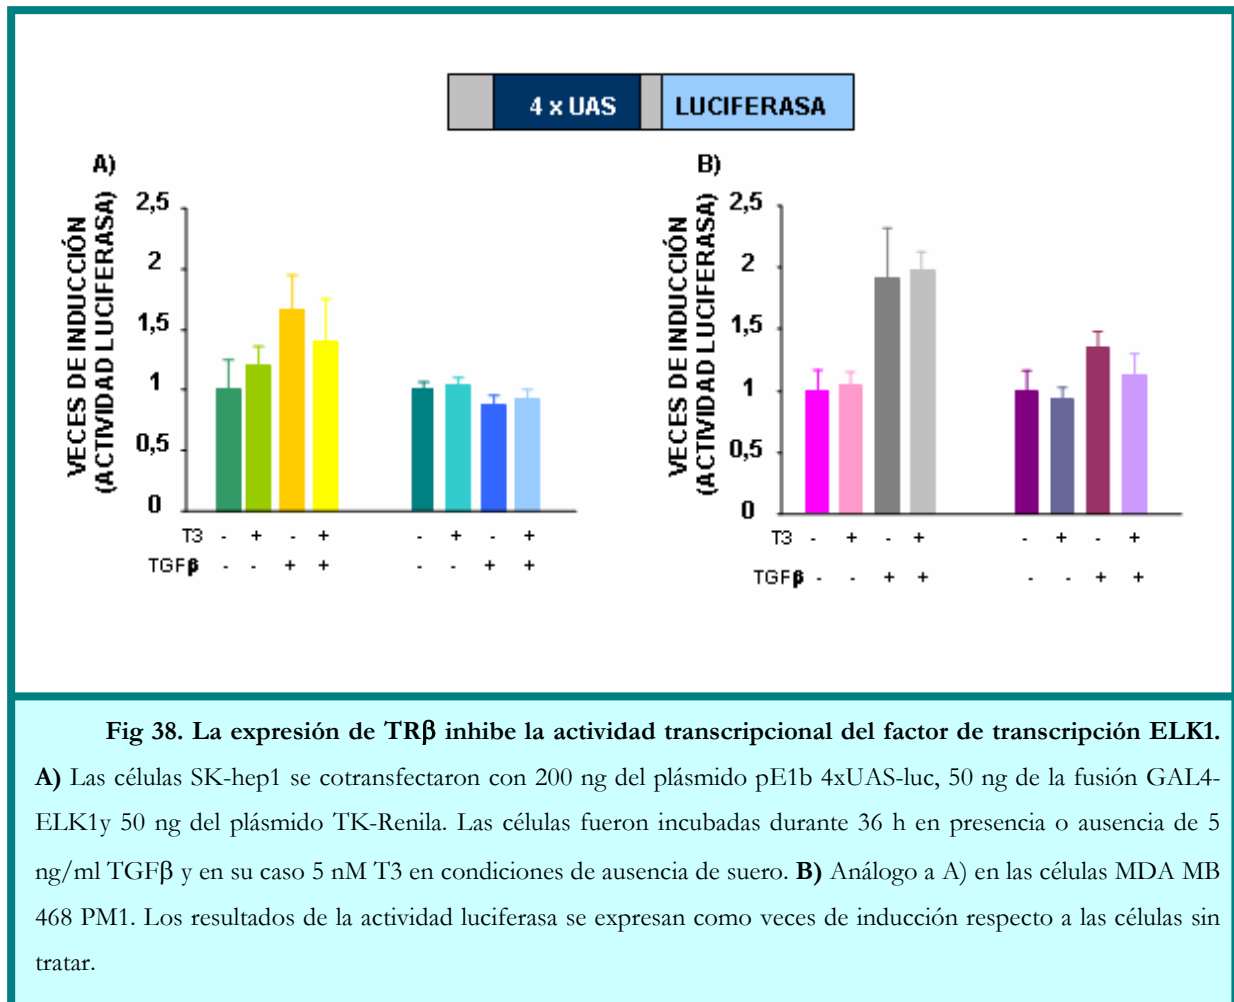 4 x UAS LUCIFERASA
A)
VECES DE INDUCCIÓN
(ACTIVIDAD LUCIFERASA)
2,5
2
1,5
1
0,5
0
T3 - + - + - + - +
TGFβ - - + + - - + +
B)
VECES DE INDUCCIÓN
(ACTIVIDAD LUCIFERASA)
2,5
2
1,5
1
0,5
0
T3 - + - + - + - +
TGFβ - - + + - - + +
Fig 38. La expresión de TRβ inhibe la actividad transcripcional del factor de transcripción ELK1.
A) Las células SK-hep1 se cotransfectaron con 200 ng del plásmido pE1b 4xUAS-luc, 50 ng de la fusión GAL4-
ELK1y 50 ng del plásmido TK-Renila. Las células fueron incubadas durante 36 h en presencia o ausencia de 5
ng/ml TGFβ y en su caso 5 nM T3 en condiciones de ausencia de suero. B) Análogo a A) en las células MDA MB
468 PM1. Los resultados de la actividad luciferasa se expresan como veces de inducción respecto a las células sin
tratar.